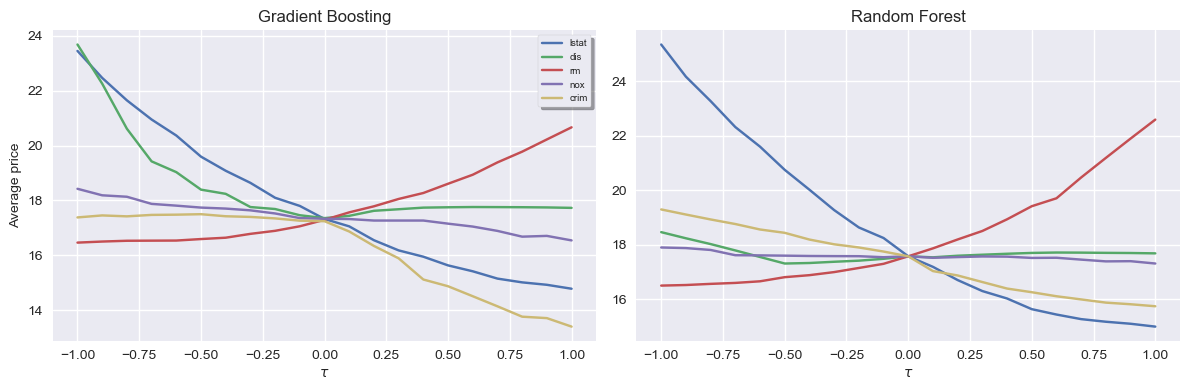 Gradient Boosting
24
22
20
18
16
14
Average price
lstat
dis
rm
nox
crim
−1.00 −0.75 −0.50 −0.25 0.00 0.25 0.50 0.75 1.00
τ
Random Forest
24
22
20
18
16
−1.00 −0.75 −0.50 −0.25 0.00 0.25 0.50 0.75 1.00
τ